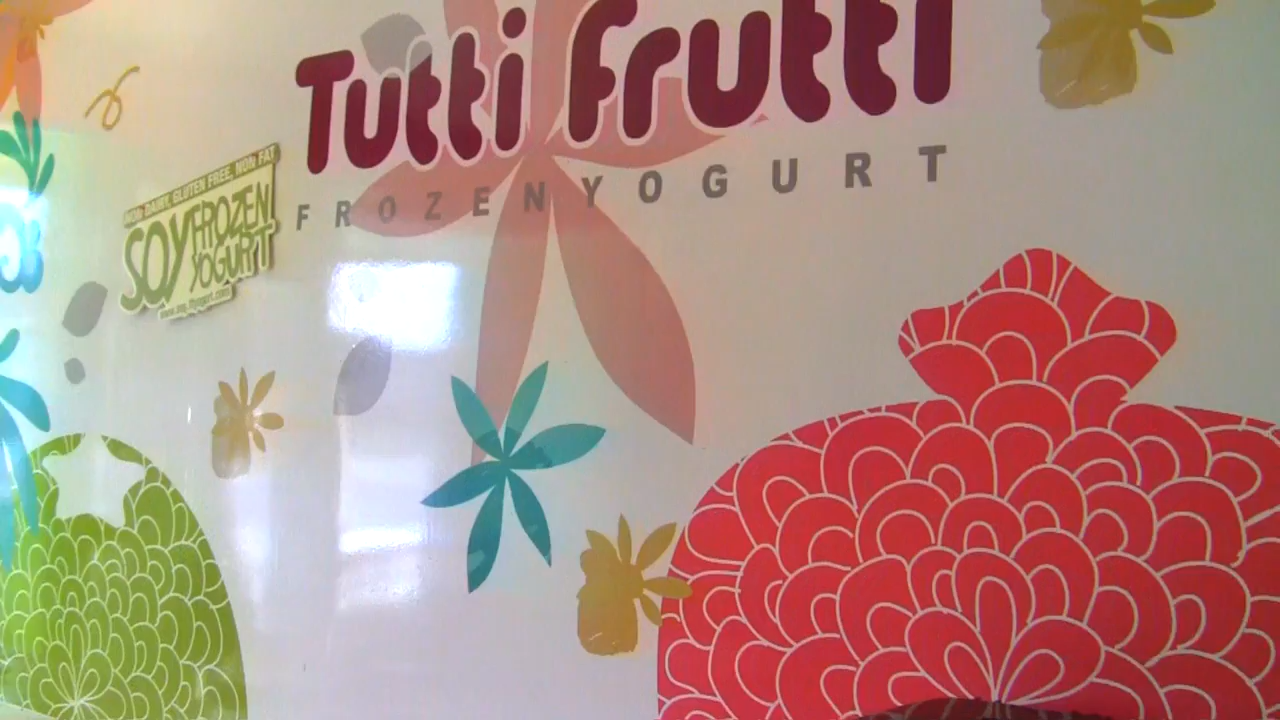 Tutti Frutti
FROZEN YOGURT
NON DAIRY, GLUTEN FREE, NON FAT
SOY FROZEN
YOGURT